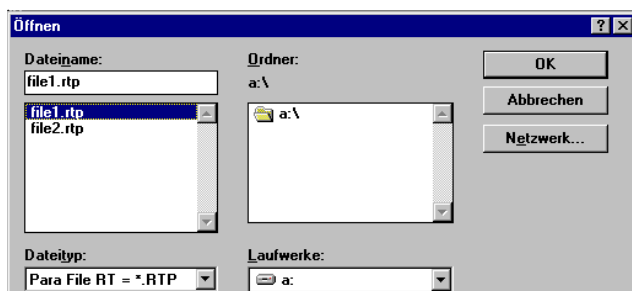 Öffnen
Dateiname:
file1.rtp
file1.rtp
file2.rtp
Dateityp:
Para File RT = *.RTP
Ordner:
a:\
a:\
Laufwerke:
a:
OK
Abbrechen
Netzwerk...